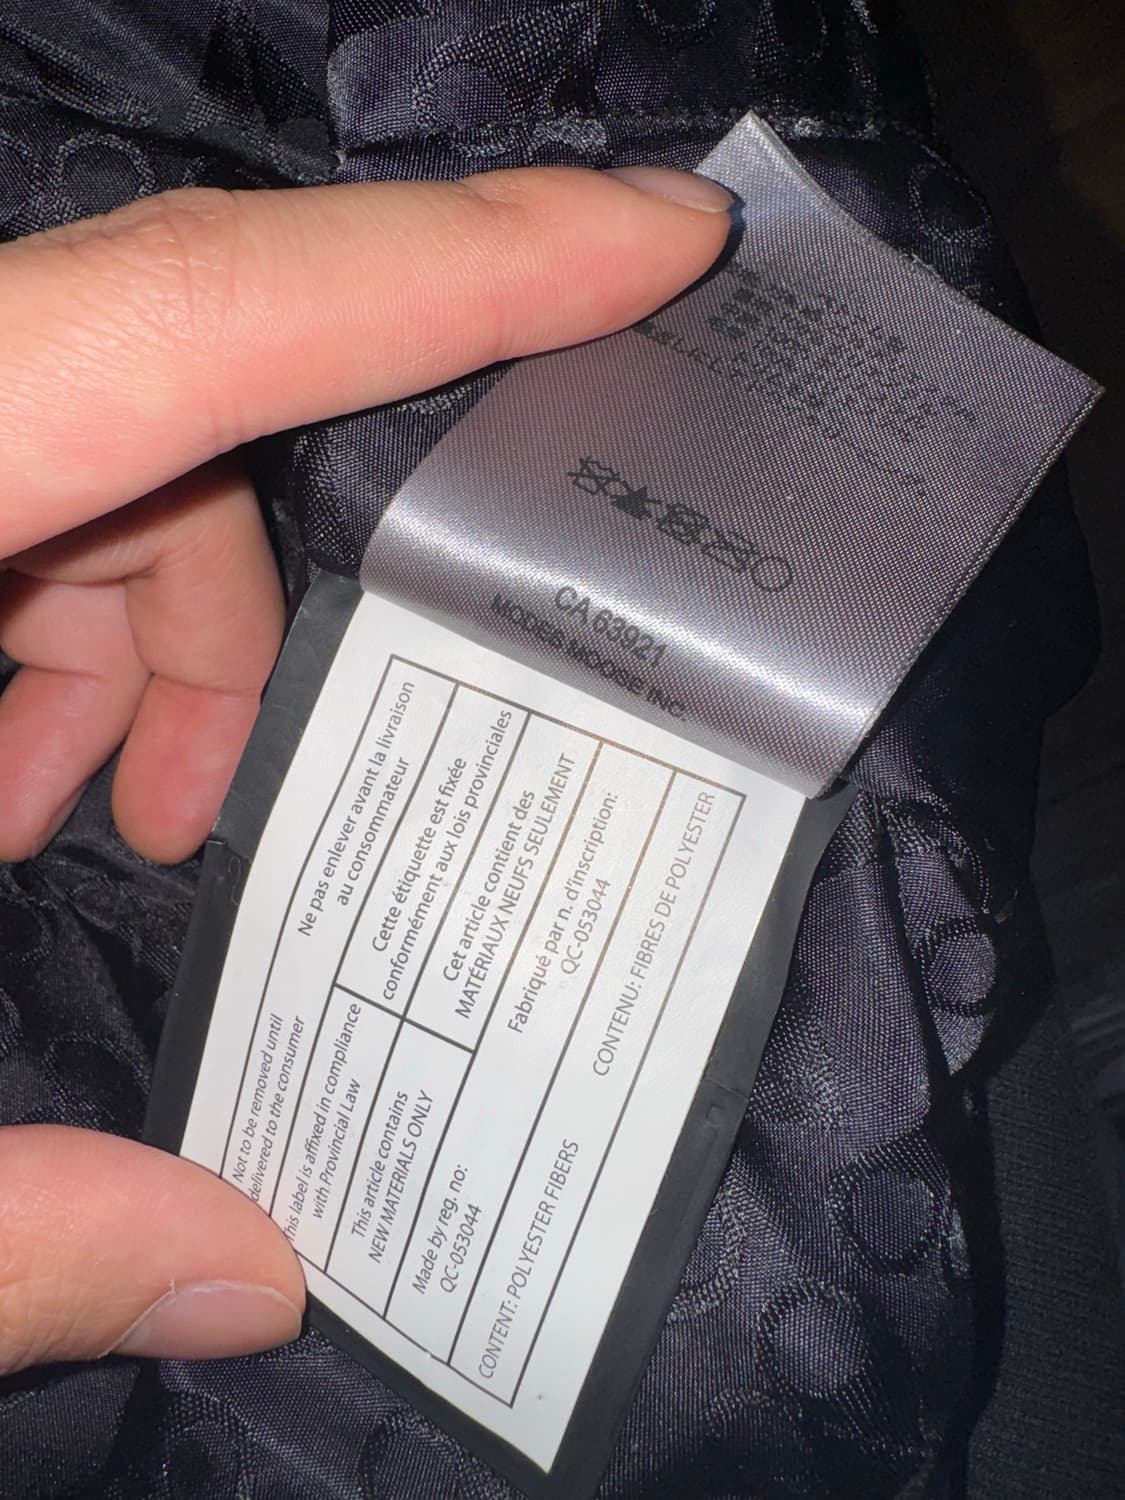 CA 63921
MODES MOOSE INC.
Not to be removed until
delivered to the consumer
Ne pas enlever avant la livraison
au consommateur
This label is affixed in compliance
with Provincial Law
Cette étiquette est fixée
conformément aux lois provinciales
This article contains
NEW MATERIALS ONLY
Cet article contient des
MATÉRIAUX NEUFS SEULEMENT
Made by reg. no:
QC-053044
Fabriqué par n. d'inscription:
QC-053044
CONTENT: POLYESTER FIBERS
CONTENU: FIBRES DE POLYESTER